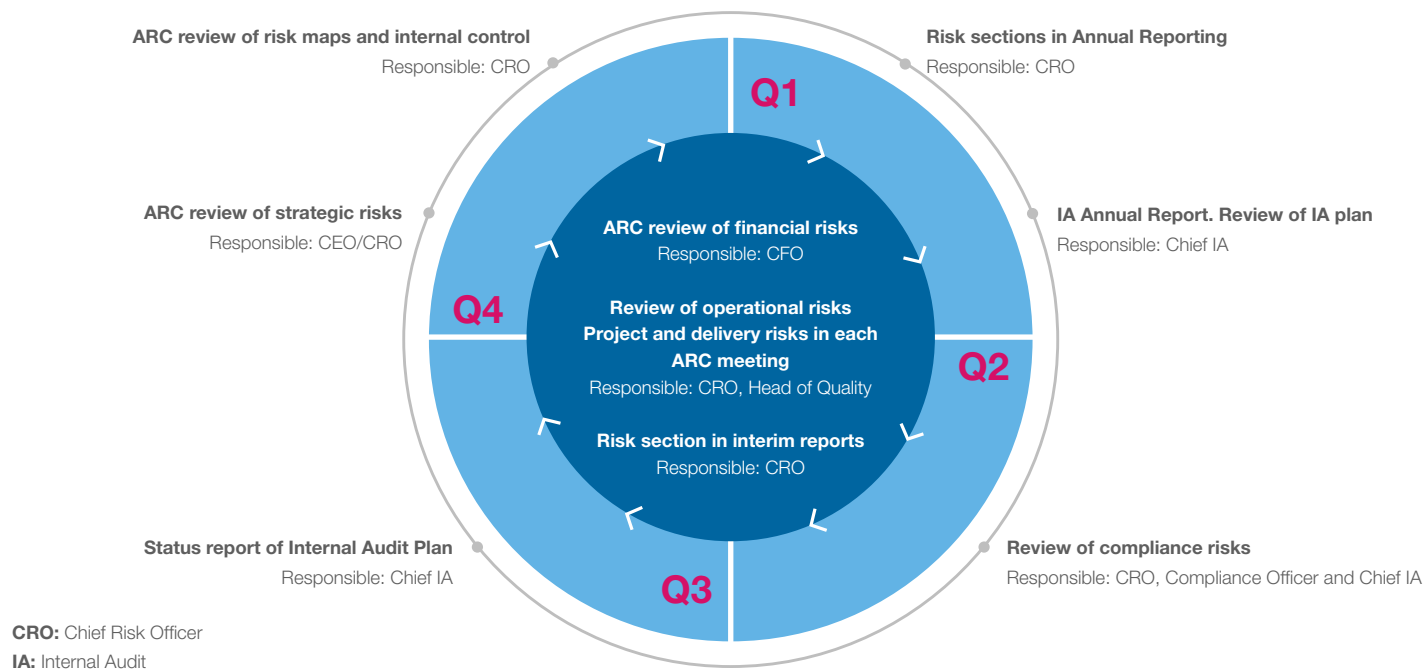 ARC review of risk maps and internal control
Responsible: CRO
Risk sections in Annual Reporting
Responsible: CRO
Q1
ARC review of strategic risks
Responsible: CEO/CRO
IA Annual Report. Review of IA plan
Responsible: Chief IA
ARC review of financial risks
Responsible: CFO
Q4
Review of operational risks
Project and delivery risks in each
ARC meeting
Responsible: CRO, Head of Quality
Q2
Risk section in interim reports
Responsible: CRO
Status report of Internal Audit Plan
Responsible: Chief IA
Q3
Review of compliance risks
Responsible: CRO, Compliance Officer and Chief IA
CRO: Chief Risk Officer
IA: Internal Audit